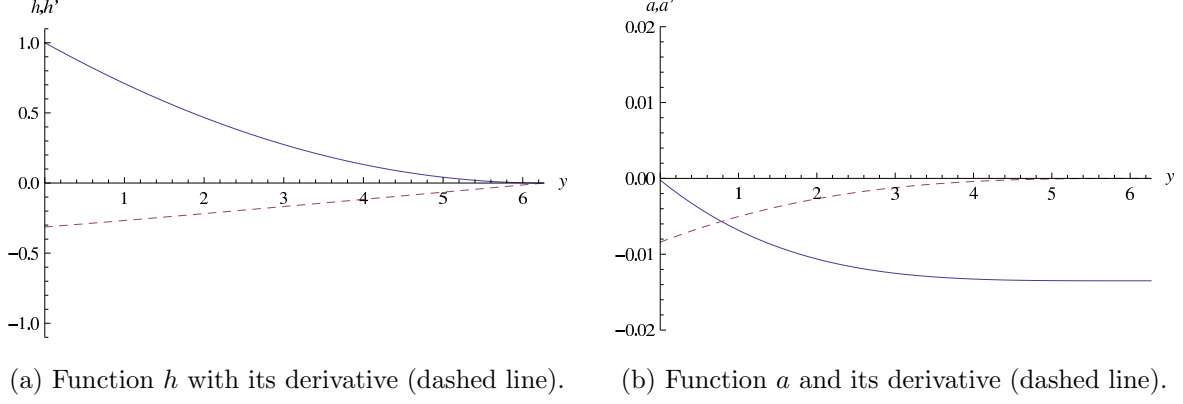 h,h'
1.0
0.5
0.0
−0.5
−1.0
1 2 3 4 5 6 y
(a) Function h with its derivative (dashed line).
a,a'
0.02
0.01
0.00
−0.01
−0.02
1 2 3 4 5 6 y
(b) Function a and its derivative (dashed line).